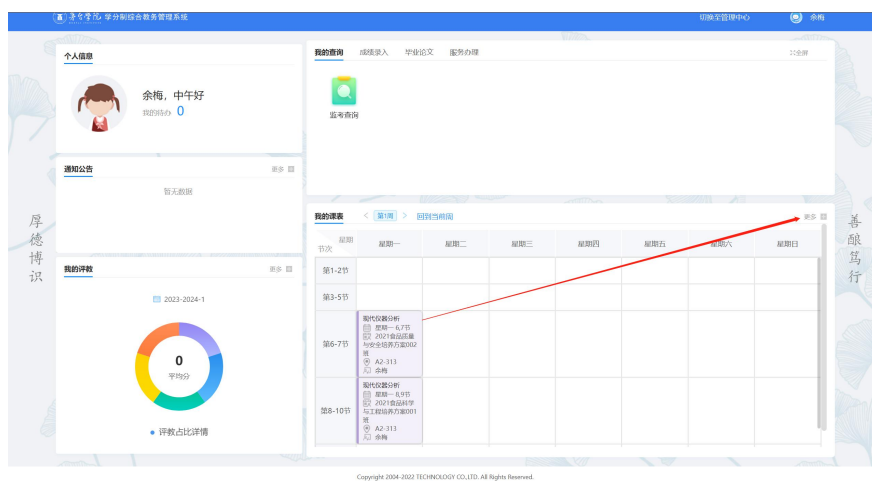 学分制综合教务管理系统
切换至管理中心
余梅
个人信息
余梅，中午好
我的待办 0
通知公告
更多
暂无数据
我的评教
更多
2023-2024-1
0
平均分
评教占比详情
我的查询 成绩录入 毕业论文 服务办理
全屏
监考查询
我的课表 < 第1周 > 回到当前周
更多
星期
节次
星期一 星期二 星期三 星期四 星期五 星期六 星期日
第1-2节
第3-5节
第6-7节
现代仪器分析
星期一 6,7节
2021食品质量
与安全培养方案002
班
A2-313
余梅
第8-10节
现代仪器分析
星期一 8,9节
2021食品科学
与工程培养方案001
班
A2-313
余梅
厚德博识
善酿笃行
Copyright 2004-2022 TECHNOLOGY CO.,LTD. All Rights Reserved.